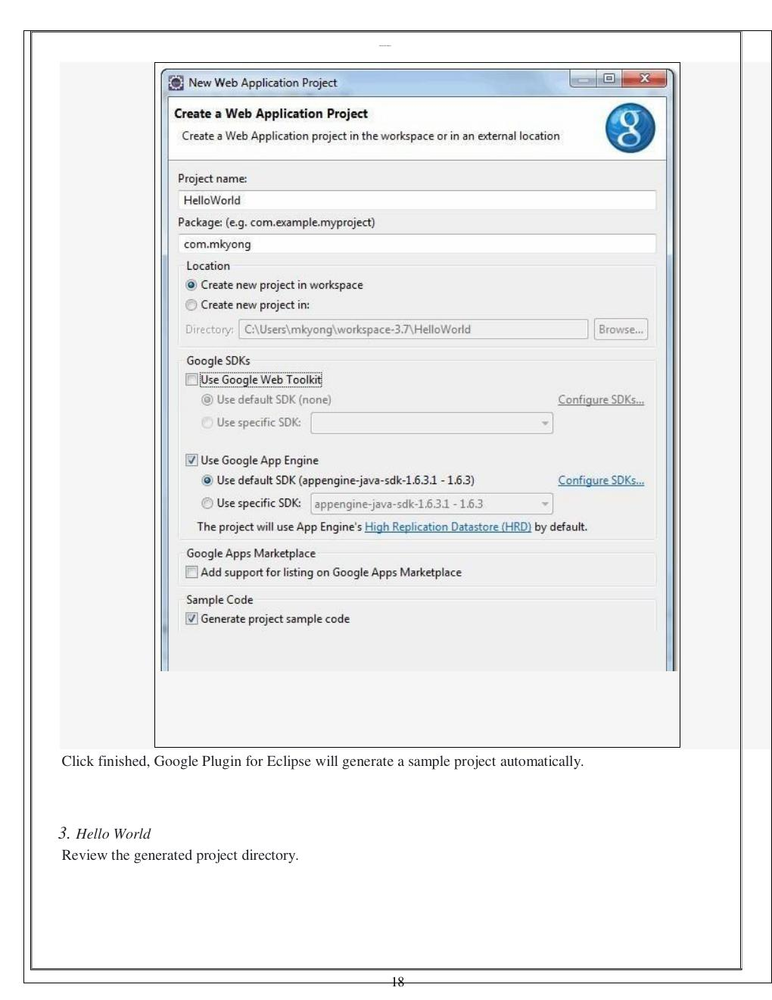 New Web Application Project
Create a Web Application Project
Create a Web Application project in the workspace or in an external location
g
Project name:
HelloWorld
Package: (e.g. com.example.myproject)
com.mkyong
Location
Create new project in workspace
Create new project in:
Directory: C:\Users\mkyong\workspace-3.7\HelloWorld Browse...
Google SDKs
Use Google Web Toolkit
Use default SDK (none) Configure SDKs...
Use specific SDK:
Use Google App Engine
Use default SDK (appengine-java-sdk-1.6.3.1 - 1.6.3) Configure SDKs...
Use specific SDK: appengine-java-sdk-1.6.3.1 - 1.6.3
The project will use App Engine's High Replication Datastore (HRD) by default.
Google Apps Marketplace
Add support for listing on Google Apps Marketplace
Sample Code
Generate project sample code
Click finished, Google Plugin for Eclipse will generate a sample project automatically.
3. Hello World
Review the generated project directory.
18